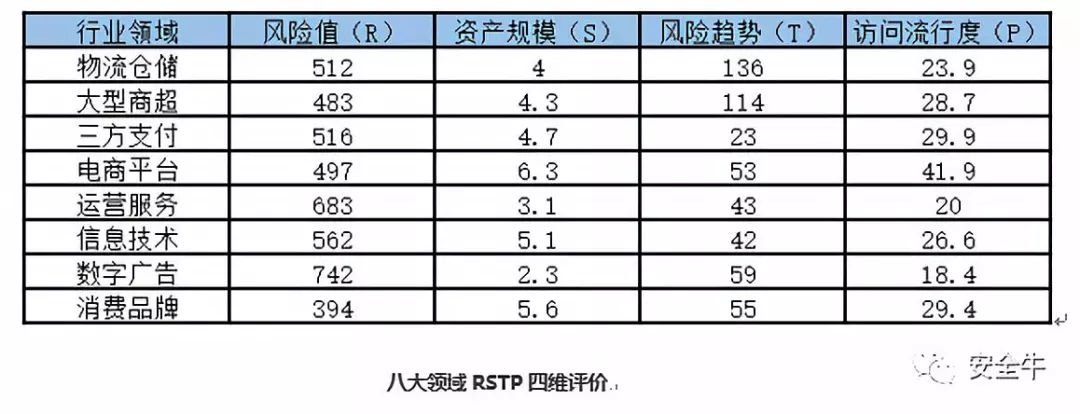 行业领域 风险值（R） 资产规模（S） 风险趋势（T） 访问流行度（P）
物流仓储 512 4 136 23.9
大型商超 483 4.3 114 28.7
三方支付 516 4.7 23 29.9
电商平台 497 6.3 53 41.9
运营服务 683 3.1 43 20
信息技术 562 5.1 42 26.6
数字广告 742 2.3 59 18.4
消费品牌 394 5.6 55 29.4
八大领域 RSTP 四维评价
安全牛